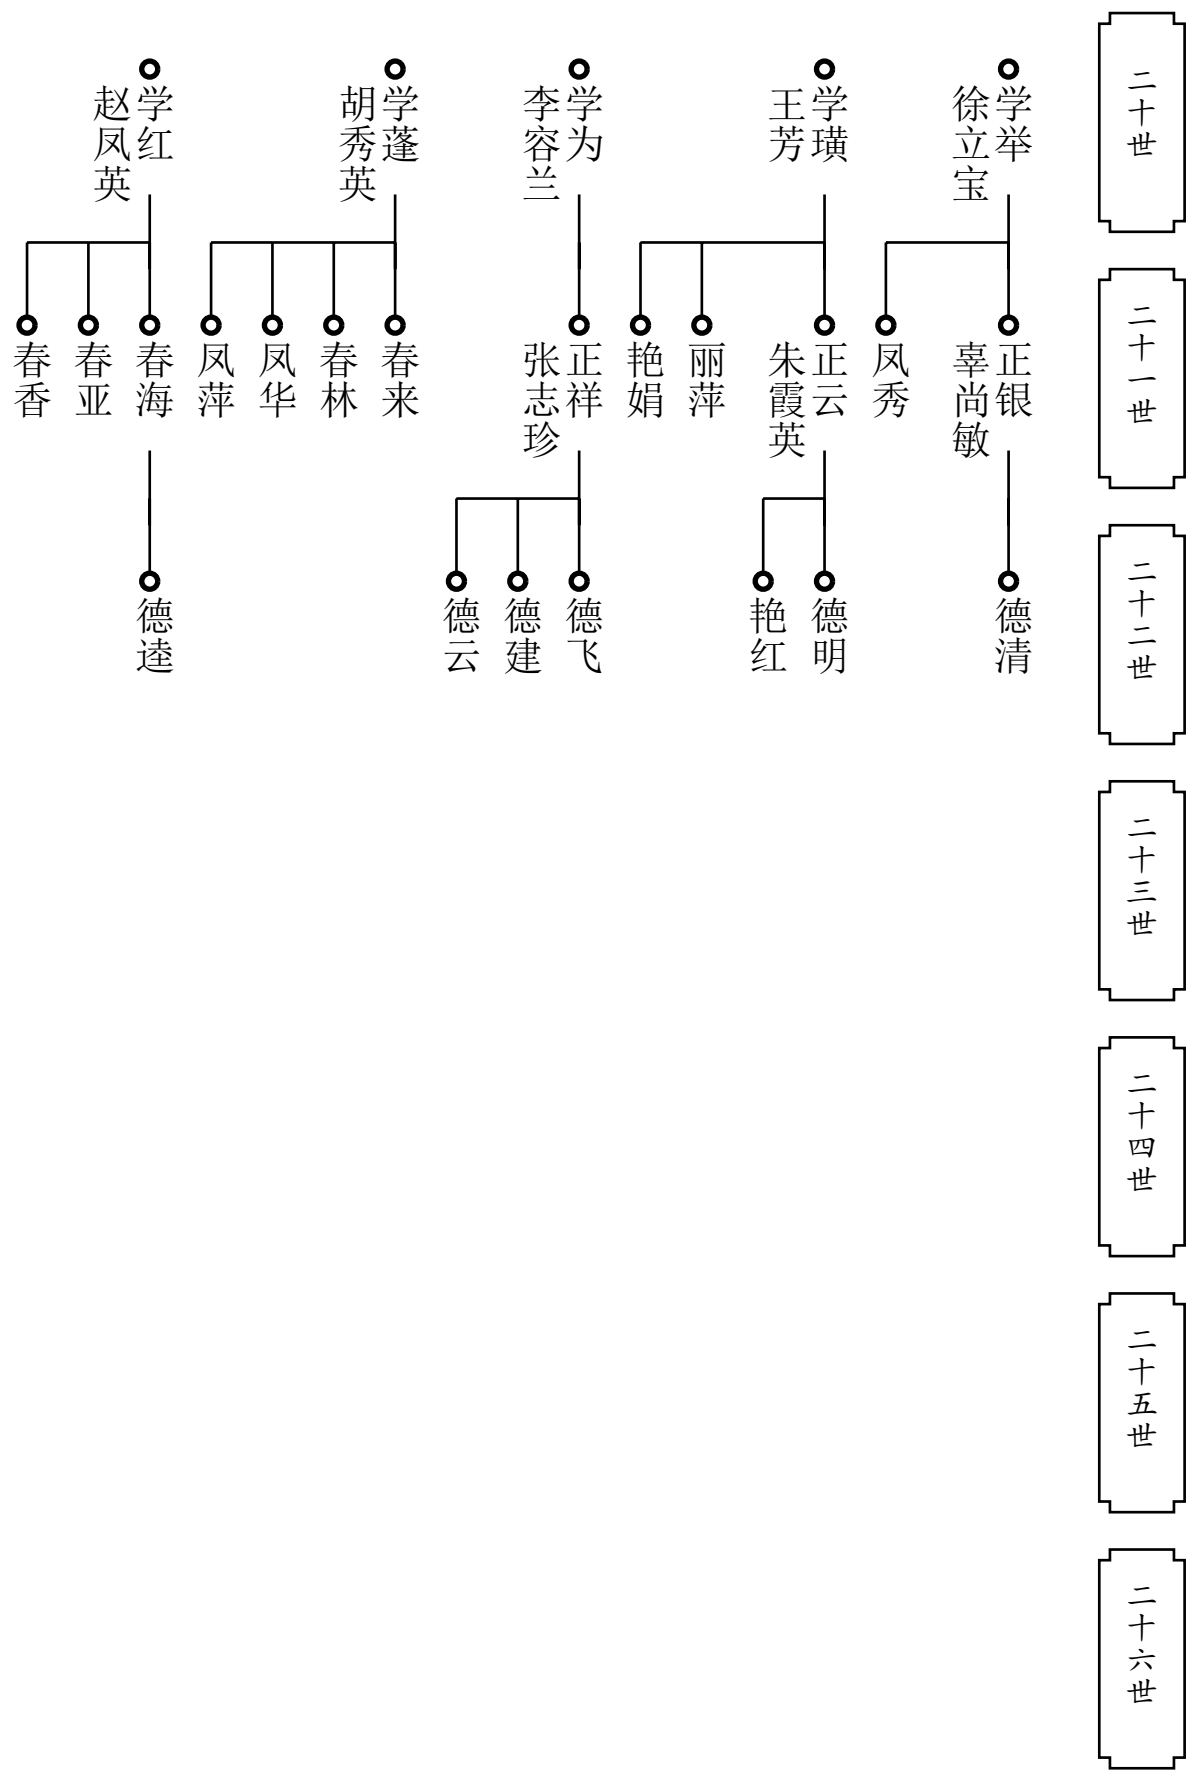 二十世
学举
徐立宝
学璜
王芳
学为
李容兰
学蓬
胡秀英
学红
赵凤英
二十一世
正银
辜尚敏
凤秀
正云
朱霞英
丽萍
艳娟
正祥
张志珍
春来
春林
凤华
凤萍
春海
春亚
春香
二十二世
德清
德明
艳红
德飞
德建
德云
德逵
二十三世
二十四世
二十五世
二十六世